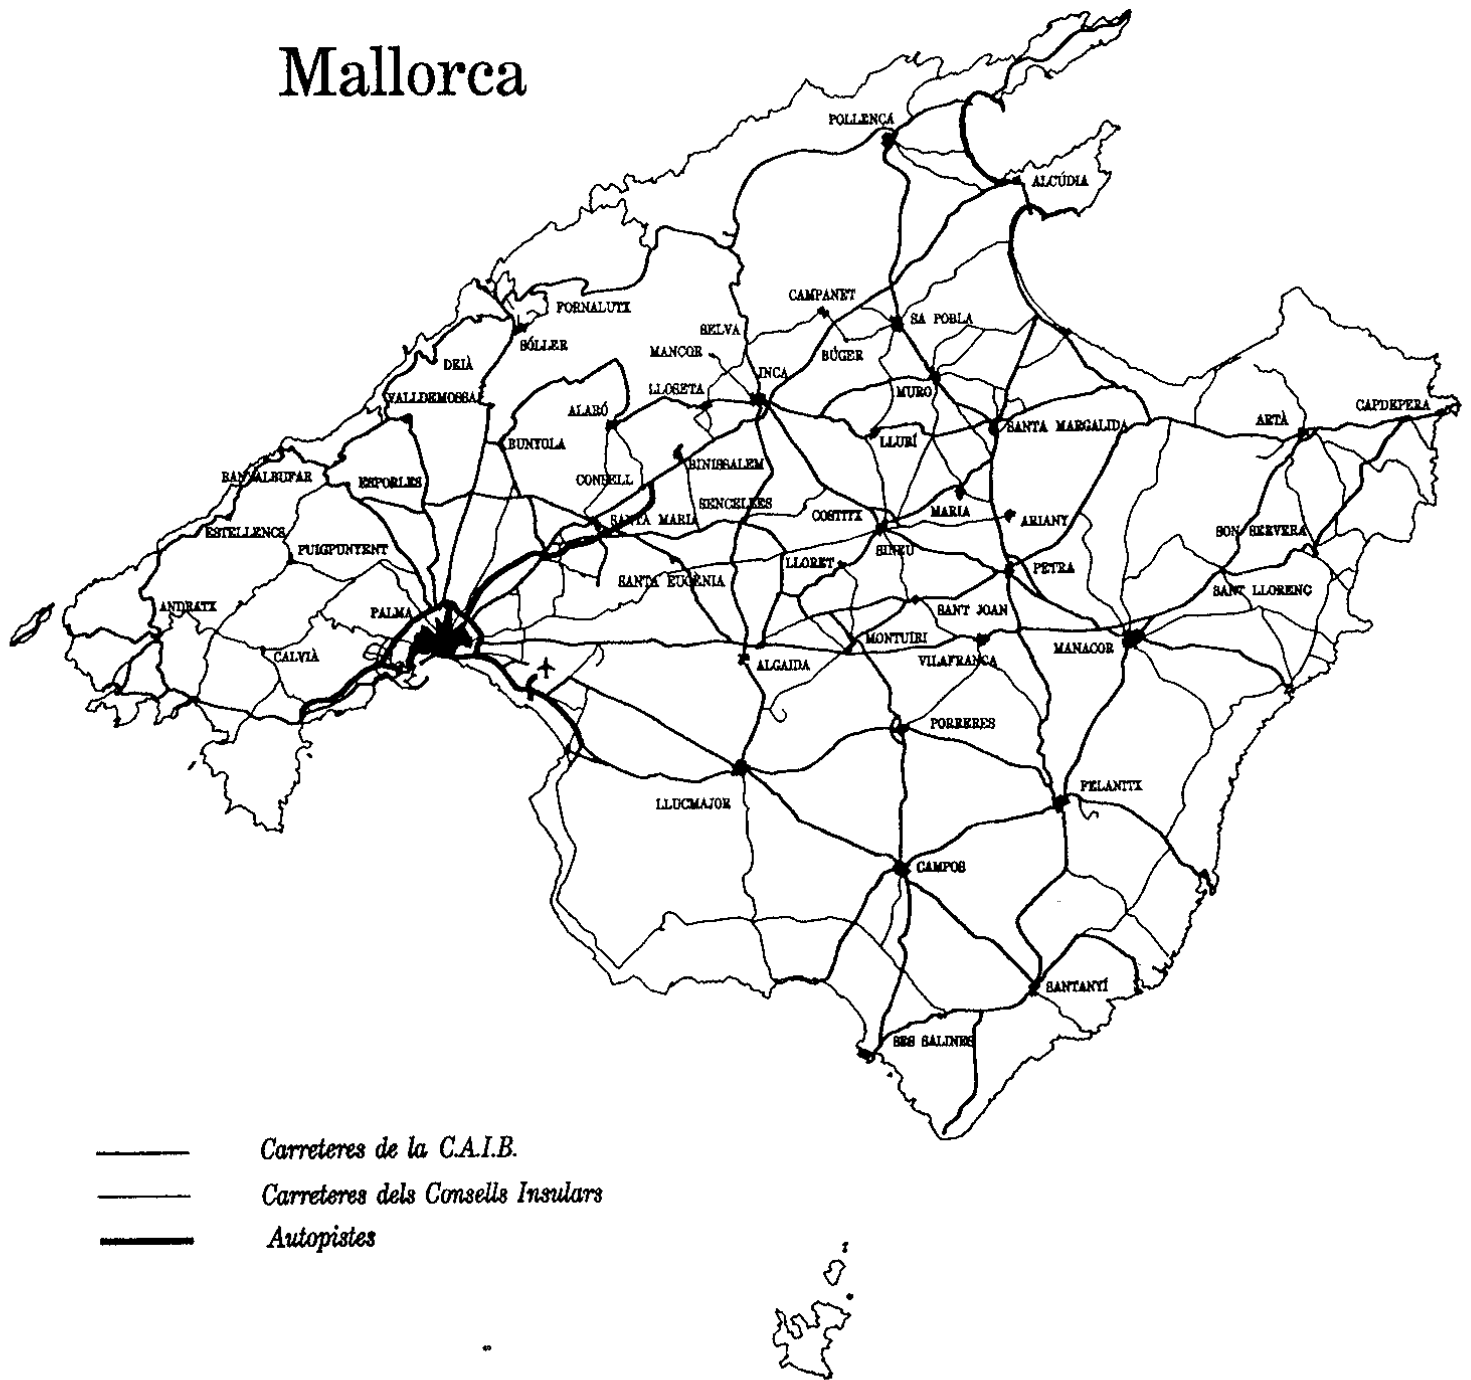 Mallorca
POLLENÇA
ALCÚDIA
CAMPANET
FORNALUTX
SA POBLA
SELVA
SÓLLER
MANCOR
BÚGER
DEIÀ
INCA
LLOSETA
MURO
VALLDEMOSSA
CAPDEPERA
ALARÓ
ARTÀ
SANTA MARGALIDA
BUNYOLA
LLUBÍ
BINISSALEM
BANYALBUFAR
ESPORLES
CONSELL
SENCELLES
MARIA
COSTITX
SANTA MARIA
ARIANY
ESTELLENCS
SON SERVERA
PUIGPUNYENT
SINEU
LLORET
PETRA
SANTA EUGENIA
SANT LLORENÇ
ANDRATX
PALMA
SANT JOAN
MONTUÏRI
MANACOR
CALVIÀ
VILAFRANCA
ALGAIDA
PORRERES
FELANITX
LLUCMAJOR
CAMPOS
SANTANYÍ
SES SALINES
Carreteres de la C.A.I.B.
Carreteres dels Consells Insulars
Autopistes